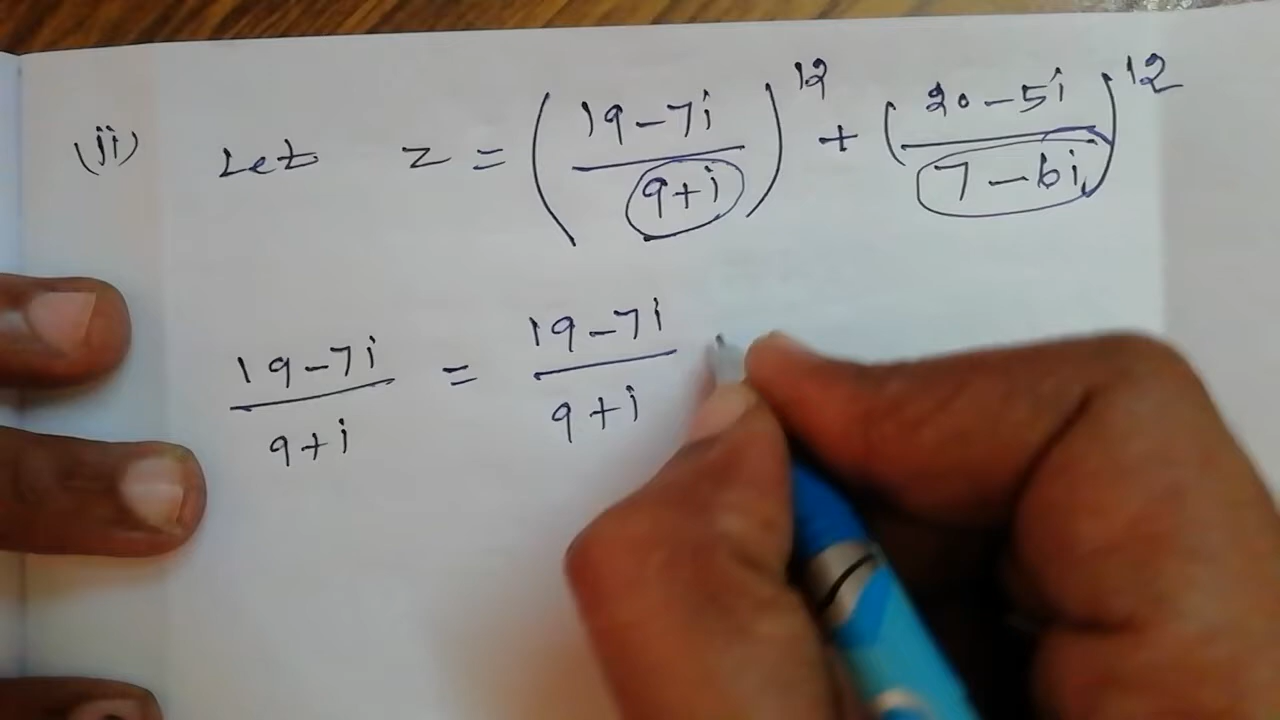 (ii) Let z = ((19-7i)/(9+i))^12 + ((20-5i)/(7-6i))^12
(19-7i)/(9+i) = (19-7i)/(9+i)